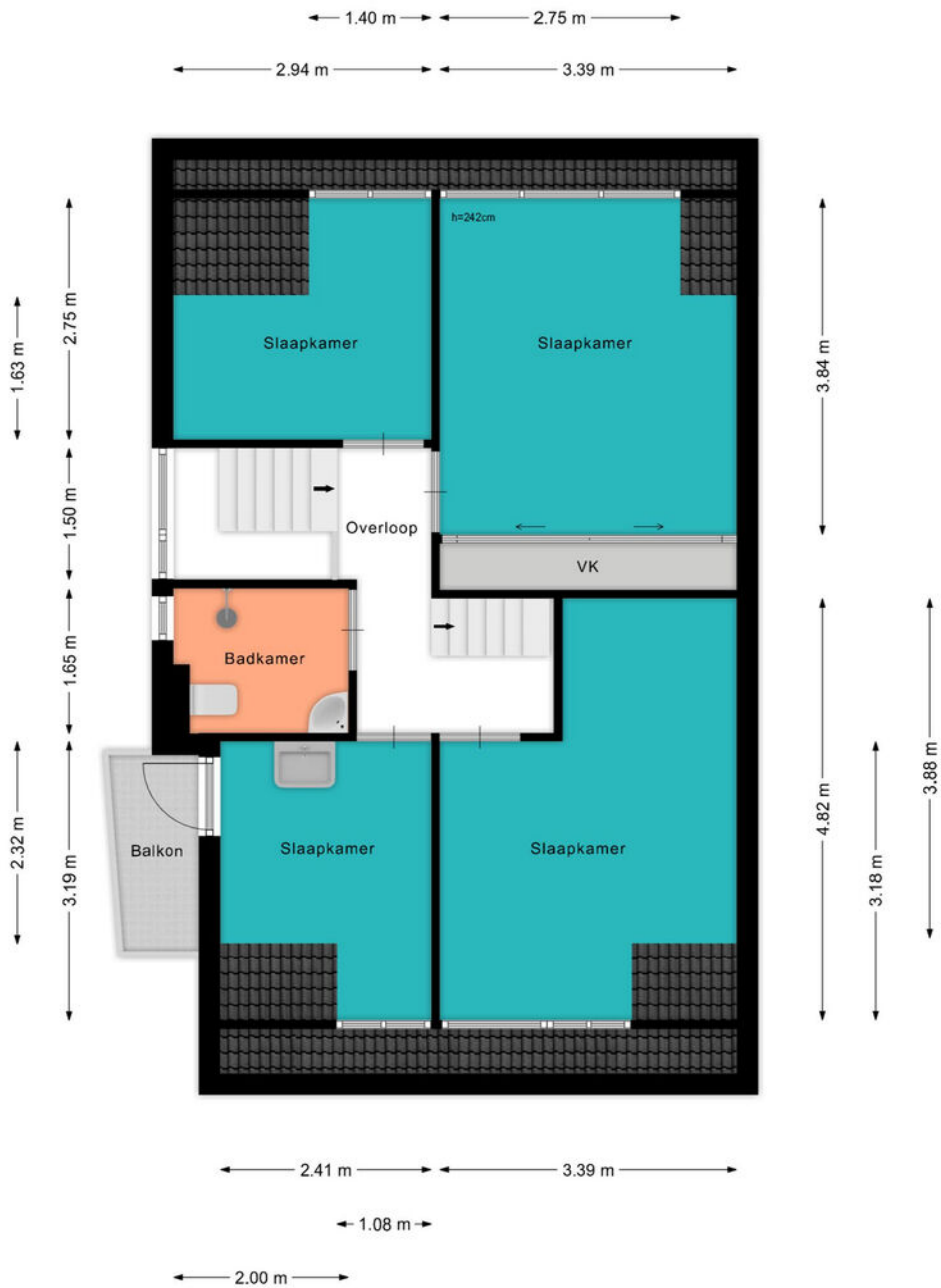 1.40 m
2.75 m
2.94 m
3.39 m
h=242cm
2.75 m
1.63 m
Slaapkamer
Slaapkamer
3.84 m
1.50 m
Overloop
VK
1.65 m
Badkamer
4.82 m
3.88 m
2.32 m
3.19 m
Balkon
Slaapkamer
Slaapkamer
3.18 m
2.41 m
3.39 m
1.08 m
2.00 m